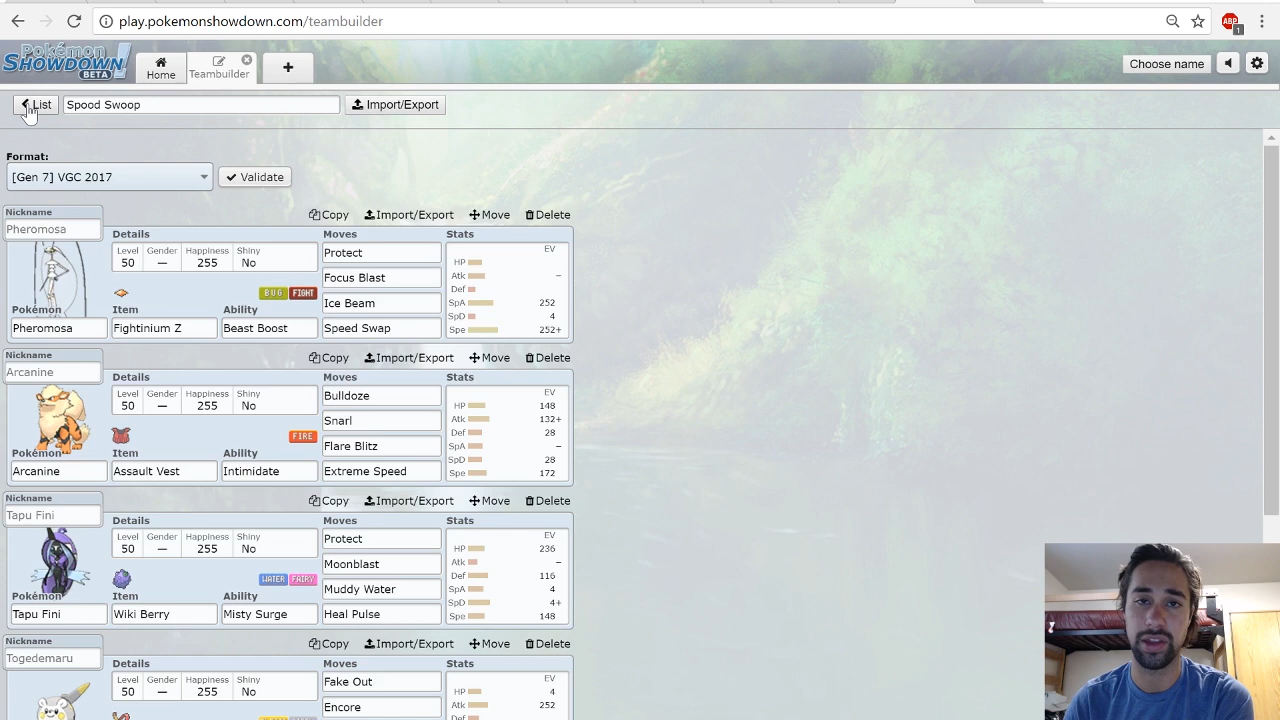 play.pokemonshowdown.com/teambuilder
ABP
1
Pokémon
SHOWDOWN!
BETA
Home
Teambuilder
Choose name
List
Spood Swoop
Import/Export
Format:
[Gen 7] VGC 2017
Validate
Nickname
Copy Import/Export Move Delete
Pheromosa
Details Moves Stats
Level Gender Happiness Shiny
50 — 255 No
Protect
EV
HP
Atk –
Def
SpA 252
SpD 4
Spe 252+
Focus Blast
BUG FIGHT
Ice Beam
Pokémon Item Ability
Pheromosa Fightinium Z Beast Boost Speed Swap
Nickname
Copy Import/Export Move Delete
Arcanine
Details Moves Stats
Level Gender Happiness Shiny
50 — 255 No
Bulldoze
EV
HP 148
Atk 132+
Def 28
SpA –
SpD 28
Spe 172
Snarl
FIRE
Flare Blitz
Pokémon Item Ability
Arcanine Assault Vest Intimidate Extreme Speed
Nickname
Copy Import/Export Move Delete
Tapu Fini
Details Moves Stats
Level Gender Happiness Shiny
50 — 255 No
Protect
EV
HP 236
Atk –
Def 116
SpA 4
SpD 4+
Spe 148
Moonblast
WATER FAIRY
Muddy Water
Pokémon Item Ability
Tapu Fini Wiki Berry Misty Surge Heal Pulse
Nickname
Copy Import/Export Move Delete
Togedemaru
Details Moves Stats
Level Gender Happiness Shiny
50 — 255 No
Fake Out
EV
HP 4
Atk 252
Def
Encore